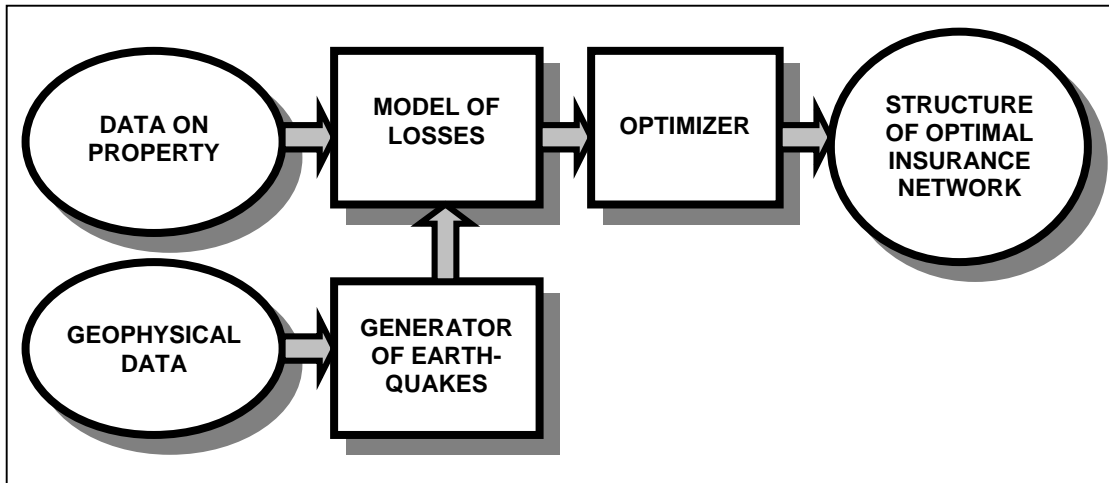 DATA ON
PROPERTY
MODEL OF
LOSSES
OPTIMIZER
STRUCTURE
OF OPTIMAL
INSURANCE
NETWORK
GEOPHYSICAL
DATA
GENERATOR
OF EARTH-
QUAKES